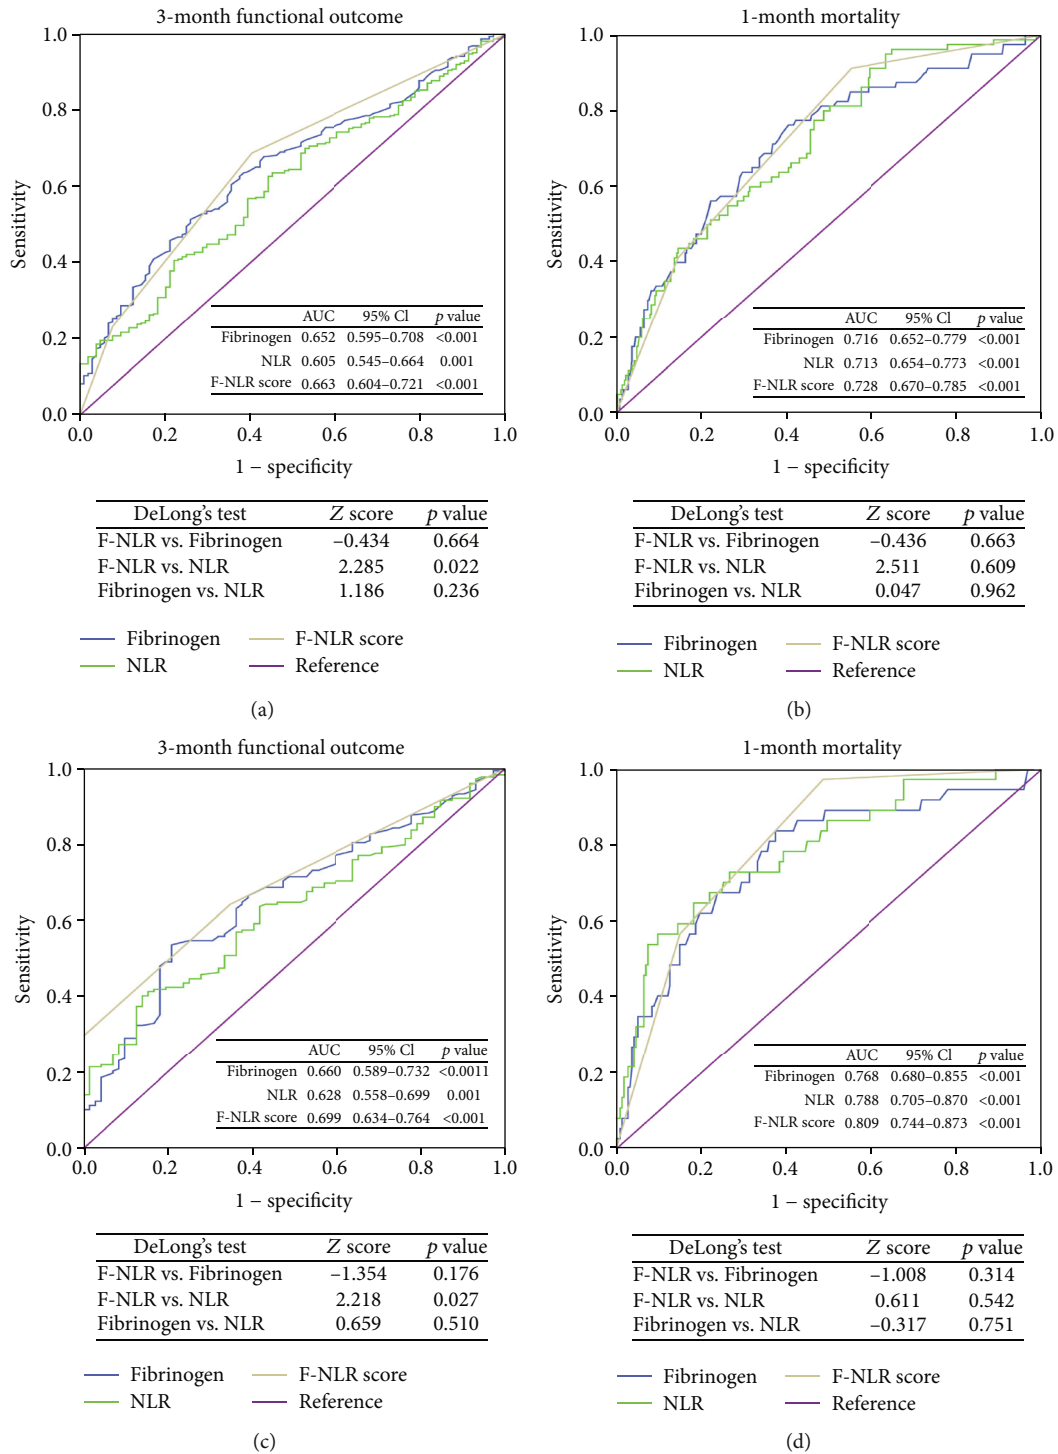 3-month functional outcome
1.0
0.8
0.6
0.4
0.2
0.0
Sensitivity
AUC 95% CI p value
Fibrinogen 0.652 0.595–0.708 <0.001
NLR 0.605 0.545–0.664 0.001
F-NLR score 0.663 0.604–0.721 <0.001
0.0 0.2 0.4 0.6 0.8 1.0
1 − specificity
DeLong's test Z score p value
F-NLR vs. Fibrinogen –0.434 0.664
F-NLR vs. NLR 2.285 0.022
Fibrinogen vs. NLR 1.186 0.236
Fibrinogen F-NLR score
NLR Reference
(a)
1-month mortality
1.0
0.8
0.6
0.4
0.2
0.0
Sensitivity
AUC 95% CI p value
Fibrinogen 0.716 0.652–0.779 <0.001
NLR 0.713 0.654–0.773 <0.001
F-NLR score 0.728 0.670–0.785 <0.001
0.0 0.2 0.4 0.6 0.8 1.0
1 − specificity
DeLong's test Z score p value
F-NLR vs. Fibrinogen –0.436 0.663
F-NLR vs. NLR 2.511 0.609
Fibrinogen vs. NLR 0.047 0.962
Fibrinogen F-NLR score
NLR Reference
(b)
3-month functional outcome
1.0
0.8
0.6
0.4
0.2
0.0
Sensitivity
AUC 95% CI p value
Fibrinogen 0.660 0.589–0.732 <0.0011
NLR 0.628 0.558–0.699 0.001
F-NLR score 0.699 0.634–0.764 <0.001
0.0 0.2 0.4 0.6 0.8 1.0
1 − specificity
DeLong's test Z score p value
F-NLR vs. Fibrinogen –1.354 0.176
F-NLR vs. NLR 2.218 0.027
Fibrinogen vs. NLR 0.659 0.510
Fibrinogen F-NLR score
NLR Reference
(c)
1-month mortality
1.0
0.8
0.6
0.4
0.2
0.0
Sensitivity
AUC 95% CI p value
Fibrinogen 0.768 0.680–0.855 <0.001
NLR 0.788 0.705–0.870 <0.001
F-NLR score 0.809 0.744–0.873 <0.001
0.0 0.2 0.4 0.6 0.8 1.0
1 − specificity
DeLong's test Z score p value
F-NLR vs. Fibrinogen –1.008 0.314
F-NLR vs. NLR 0.611 0.542
Fibrinogen vs. NLR –0.317 0.751
Fibrinogen F-NLR score
NLR Reference
(d)